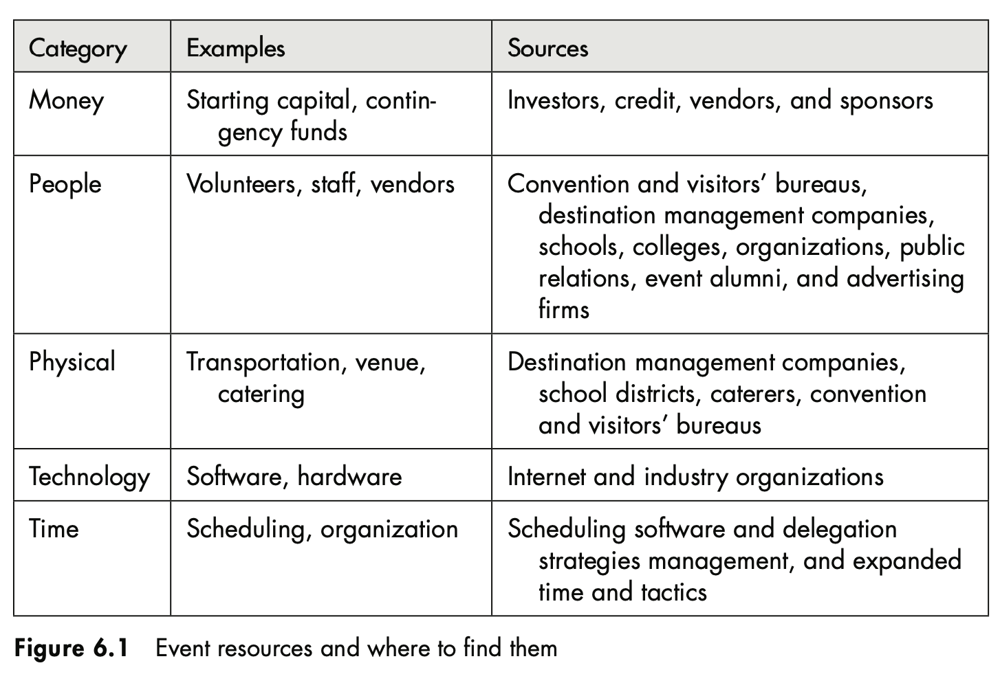 Category Examples Sources
Money Starting capital, contin- Investors, credit, vendors, and sponsors
gency funds
People Volunteers, staff, vendors Convention and visitors’ bureaus,
destination management companies,
schools, colleges, organizations, public
relations, event alumni, and advertising
firms
Physical Transportation, venue, Destination management companies,
catering school districts, caterers, convention
and visitors’ bureaus
Technology Software, hardware Internet and industry organizations
Time Scheduling, organization Scheduling software and delegation
strategies management, and expanded
time and tactics
Figure 6.1 Event resources and where to find them